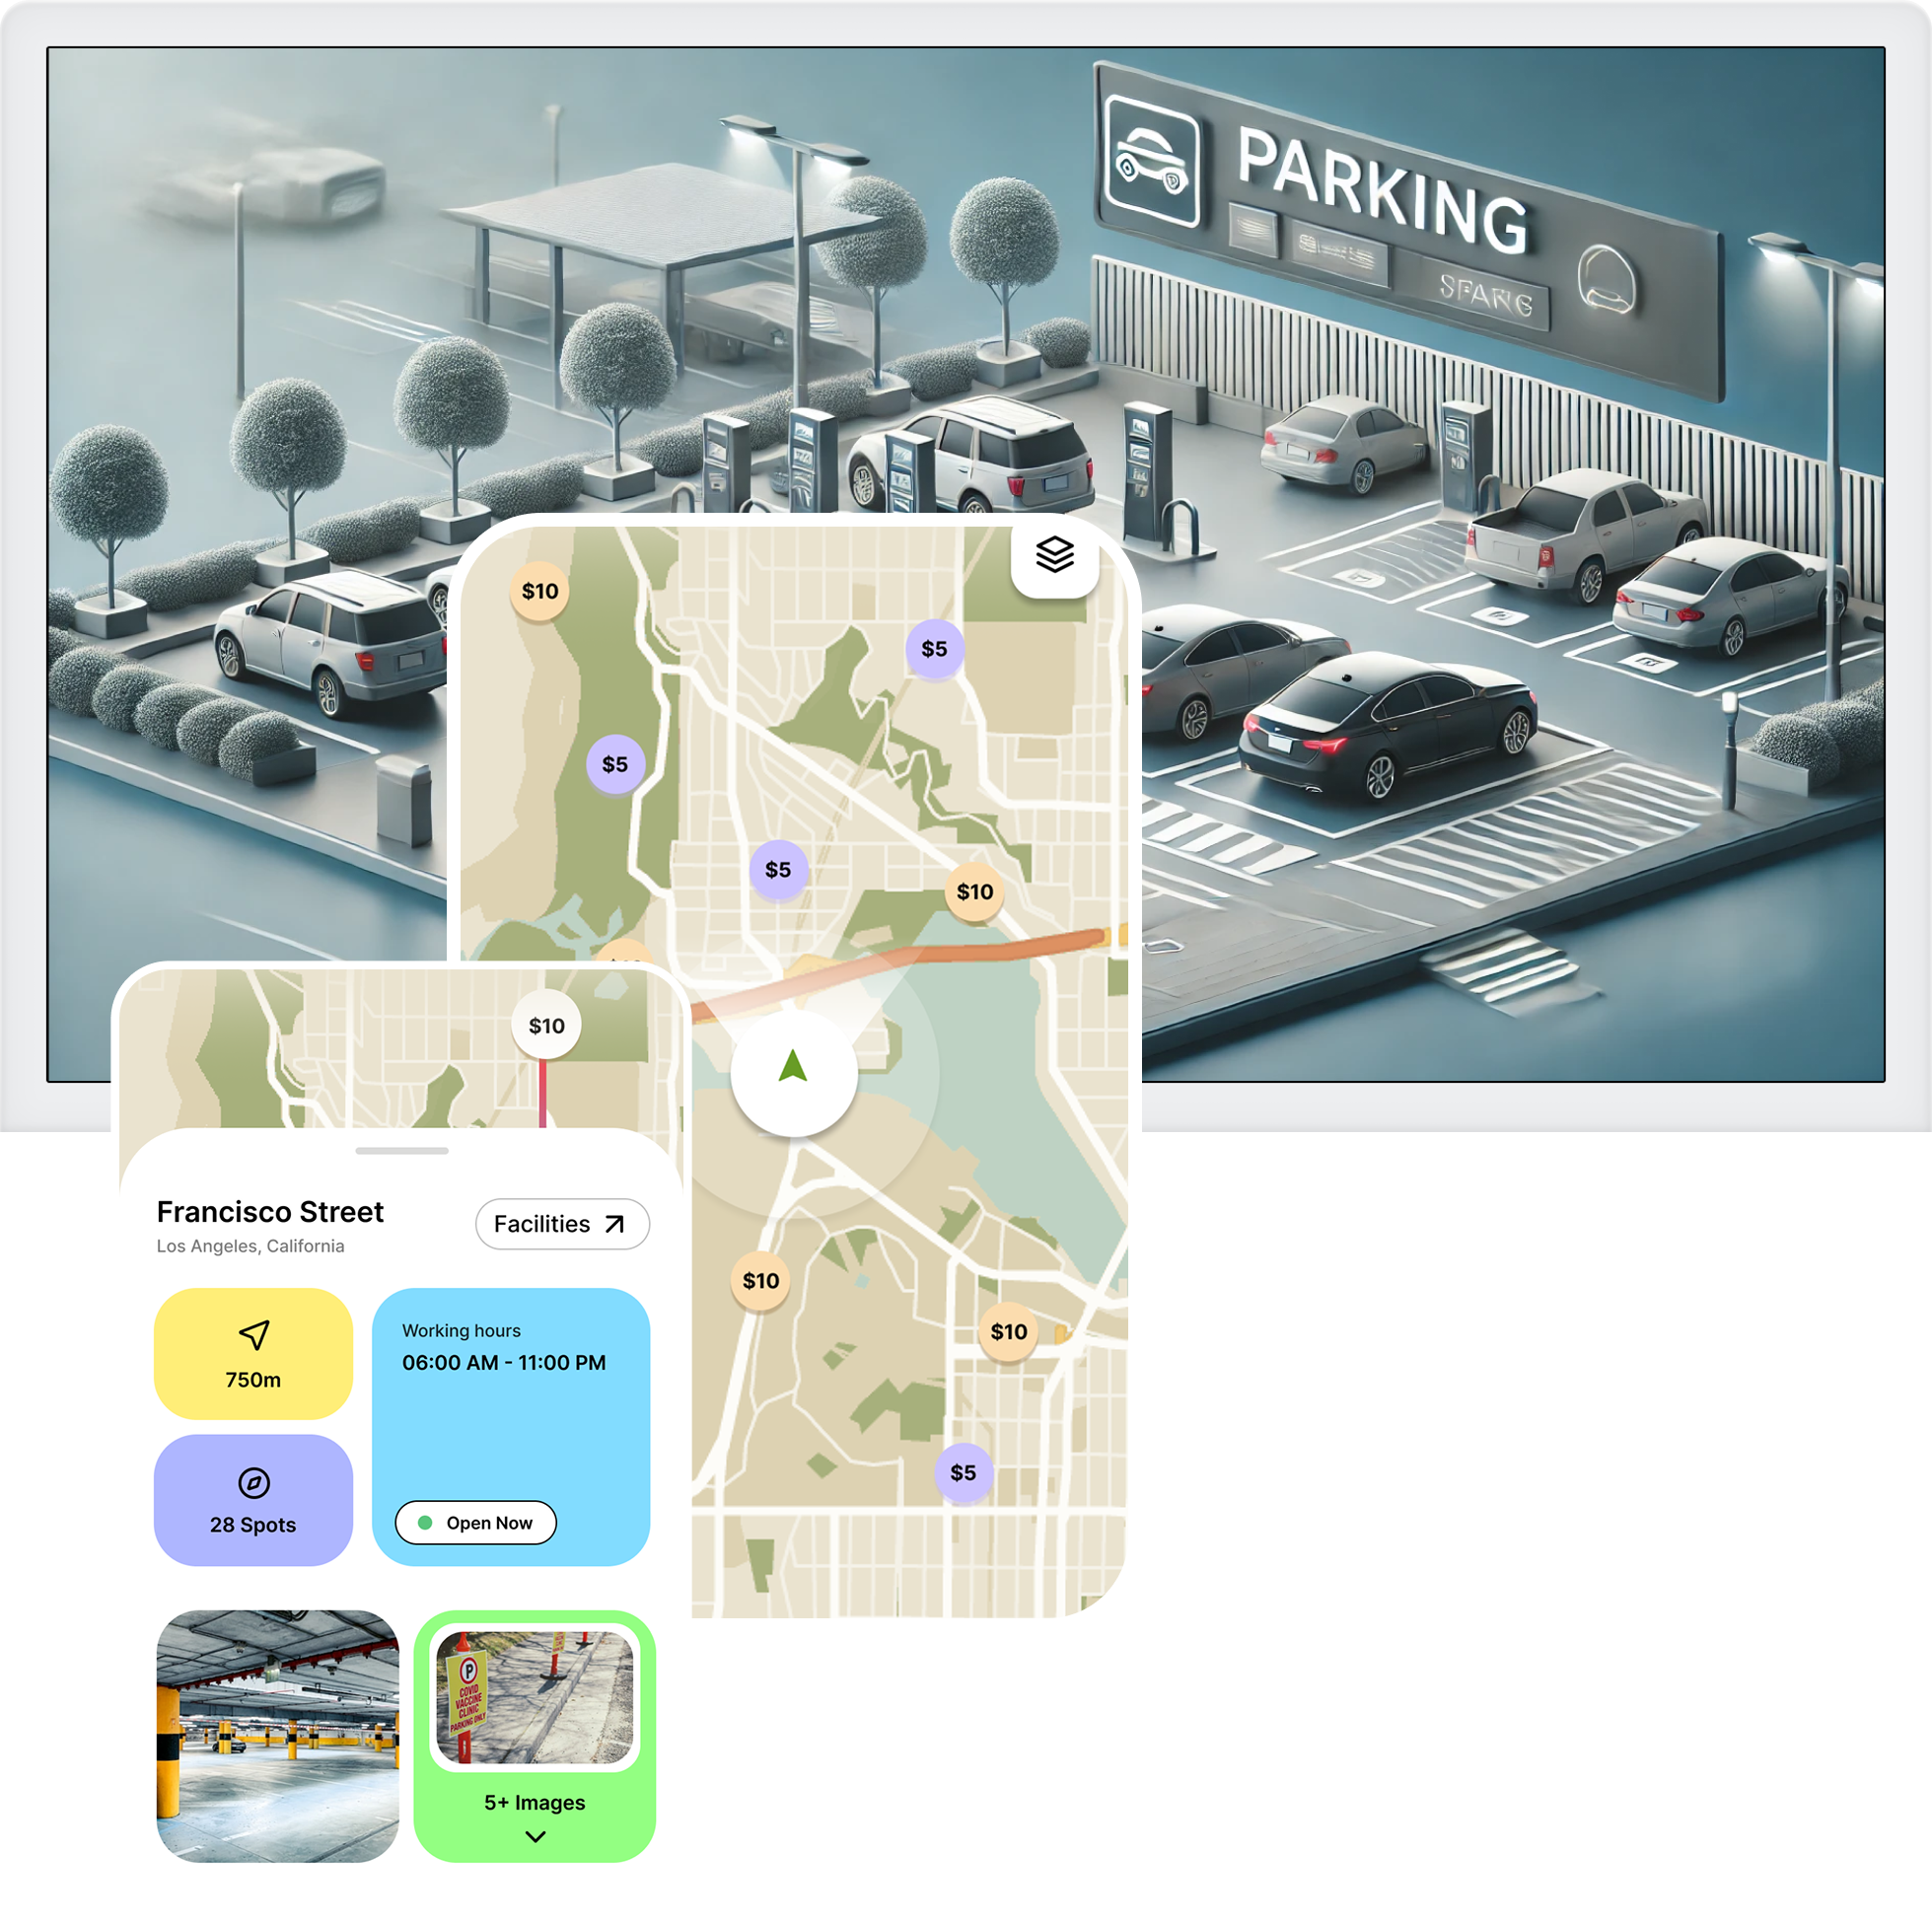 PARKING
$10
$5
$5
$5
$10
$10
Francisco Street
Los Angeles, California
Facilities
750m
Working hours
06:00 AM - 11:00 PM
28 Spots
Open Now
P
COVID
VACCINE
CLINIC
PARKING ONLY
5+ Images
$10
$10
$5